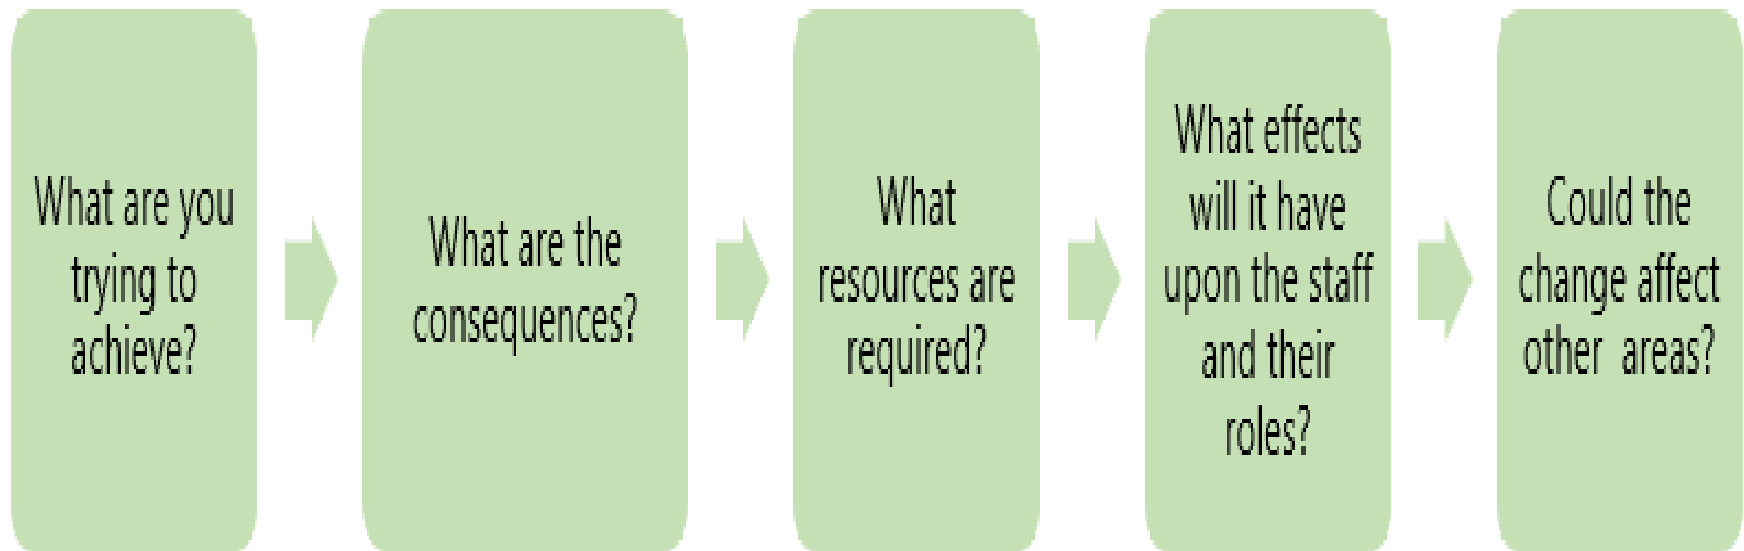 What are you
trying to
achieve?
What are the
consequences?
What
resources are
required?
What effects
will it have
upon the staff
and their
roles?
Could the
change affect
other  areas?